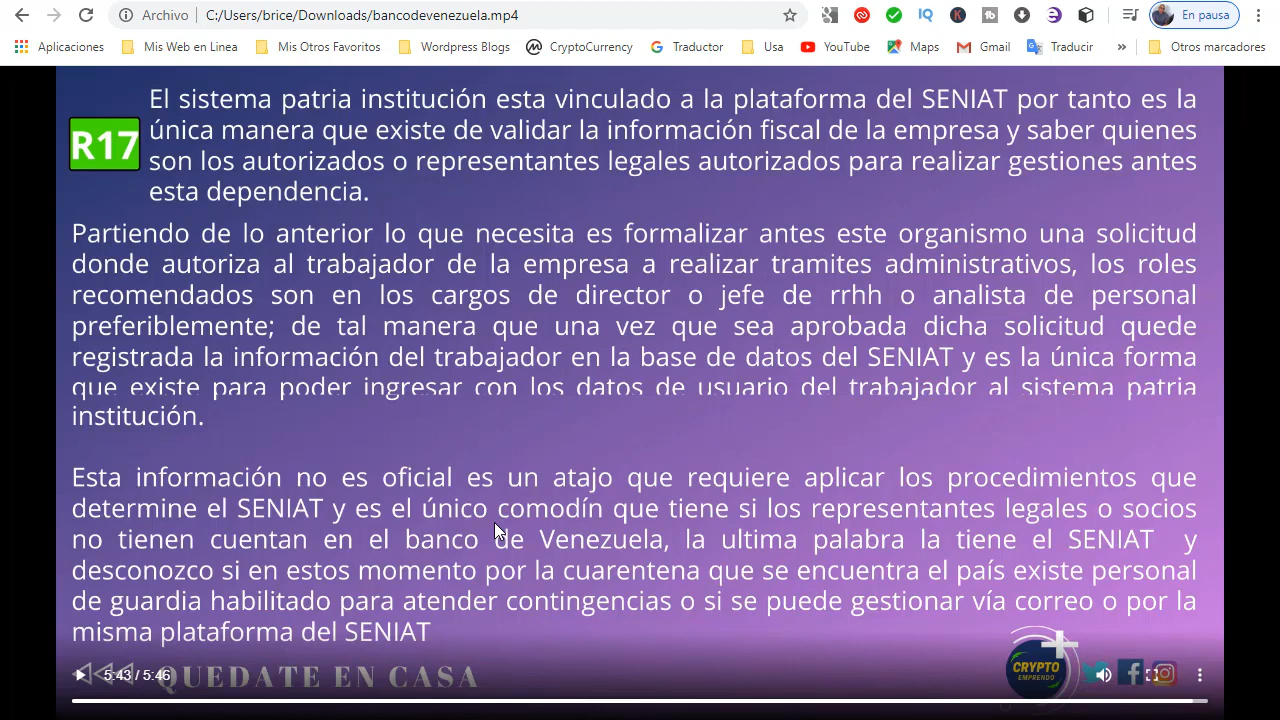 Archivo C:/Users/brice/Downloads/bancodevenezuela.mp4 En pausa
Aplicaciones Mis Web en Linea Mis Otros Favoritos Wordpress Blogs CryptoCurrency Traductor Usa YouTube Maps Gmail Traducir » Otros marcadores
El sistema patria institución esta vinculado a la plataforma del SENIAT por tanto es la
R17 única manera que existe de validar la información fiscal de la empresa y saber quienes
son los autorizados o representantes legales autorizados para realizar gestiones antes
esta dependencia.
Partiendo de lo anterior lo que necesita es formalizar antes este organismo una solicitud
donde autoriza al trabajador de la empresa a realizar tramites administrativos, los roles
recomendados son en los cargos de director o jefe de rrhh o analista de personal
preferiblemente; de tal manera que una vez que sea aprobada dicha solicitud quede
registrada la información del trabajador en la base de datos del SENIAT y es la única forma
que existe para poder ingresar con los datos de usuario del trabajador al sistema patria
institución.
Esta información no es oficial es un atajo que requiere aplicar los procedimientos que
determine el SENIAT y es el único comodín que tiene si los representantes legales o socios
no tienen cuentan en el banco de Venezuela, la ultima palabra la tiene el SENIAT y
desconozco si en estos momento por la cuarentena que se encuentra el país existe personal
de guardia habilitado para atender contingencias o si se puede gestionar vía correo o por la
misma plataforma del SENIAT
5:43 / 5:46 QUEDATE EN CASA
CRYPTO
EMPRENDO